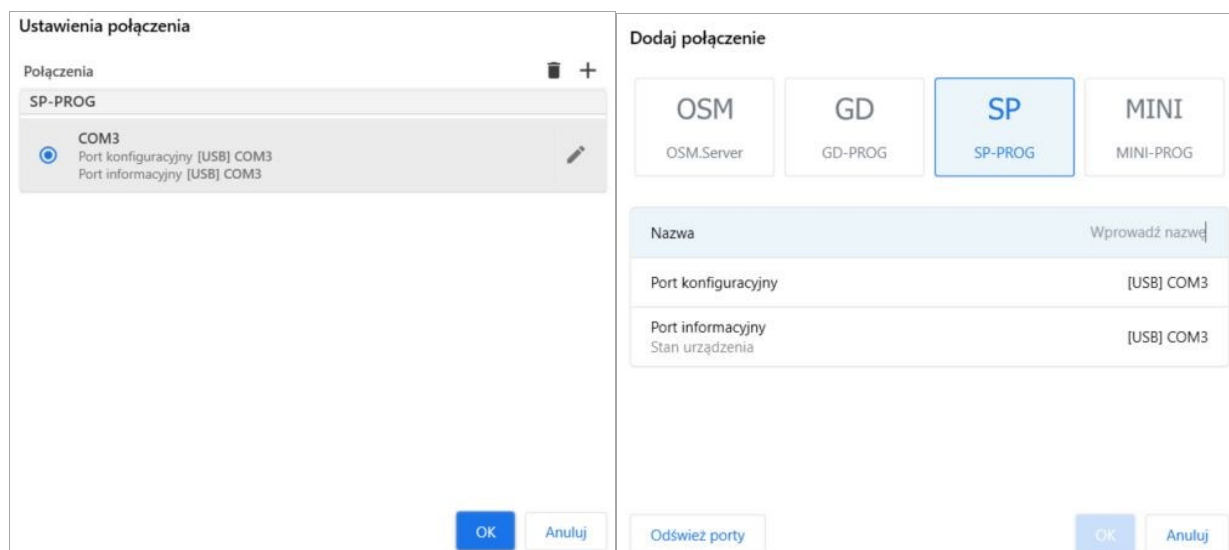 Ustawienia połączenia
Połączenia
SP-PROG
COM3
Port konfiguracyjny [USB] COM3
Port informacyjny [USB] COM3
OK Anuluj
Dodaj połączenie
OSM GD SP MINI
OSM.Server GD-PROG SP-PROG MINI-PROG
Nazwa Wprowadź nazwę
Port konfiguracyjny [USB] COM3
Port informacyjny [USB] COM3
Stan urządzenia
Odśwież porty OK Anuluj